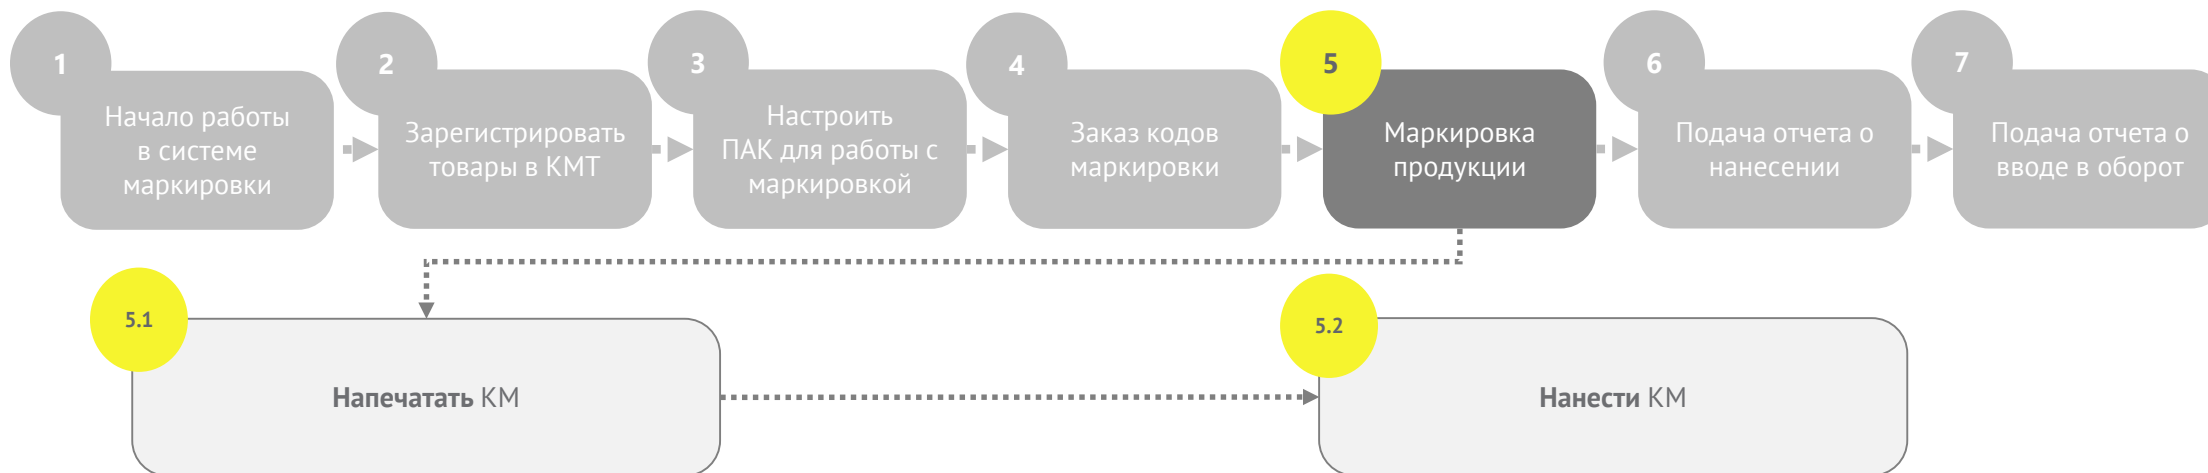 1
Начало работы
в системе
маркировки
2
Зарегистрировать
товары в КМТ
3
Настроить
ПАК для работы с
маркировкой
4
Заказ кодов
маркировки
5
Маркировка
продукции
6
Подача отчета о
нанесении
7
Подача отчета о
вводе в оборот
5.1
Напечатать КМ
5.2
Нанести КМ